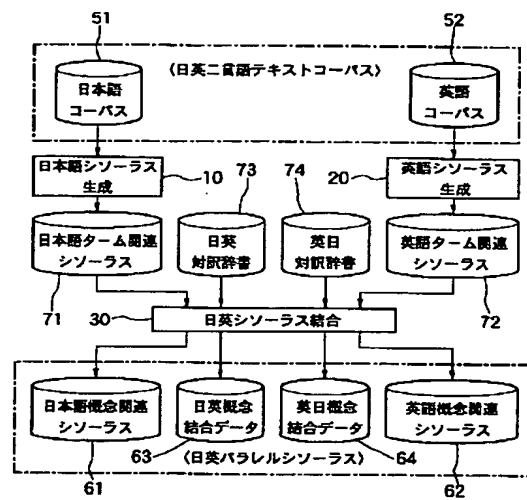 51
52
〈日英二言語テキストコーパス〉
日本語
コーパス
英語
コーパス
日本語シソーラス
生成
10
73
74
20
英語シソーラス
生成
日本語ターム関連
シソーラス
日英
対訳辞書
英日
対訳辞書
英語ターム関連
シソーラス
71
30
日英シソーラス結合
72
日本語概念関連
シソーラス
日英概念
結合データ
英日概念
結合データ
英語概念関連
シソーラス
61
63
〈日英パラレルシソーラス〉
64
62